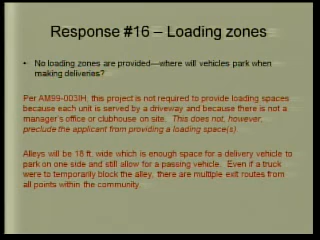 Response #16 – Loading zones
• No loading zones are provided—where will vehicles park when
making deliveries?
Per AM99-003IH, this project is not required to provide loading spaces
because each unit is served by a driveway and because there is not a
manager's office or clubhouse on site. This does not, however,
preclude the applicant from providing a loading space(s).
Alleys will be 18 ft. wide which is enough space for a delivery vehicle to
park on one side and still allow for a passing vehicle. Even if a truck
were to temporarily block the alley, there are multiple exit routes from
all points within the community.